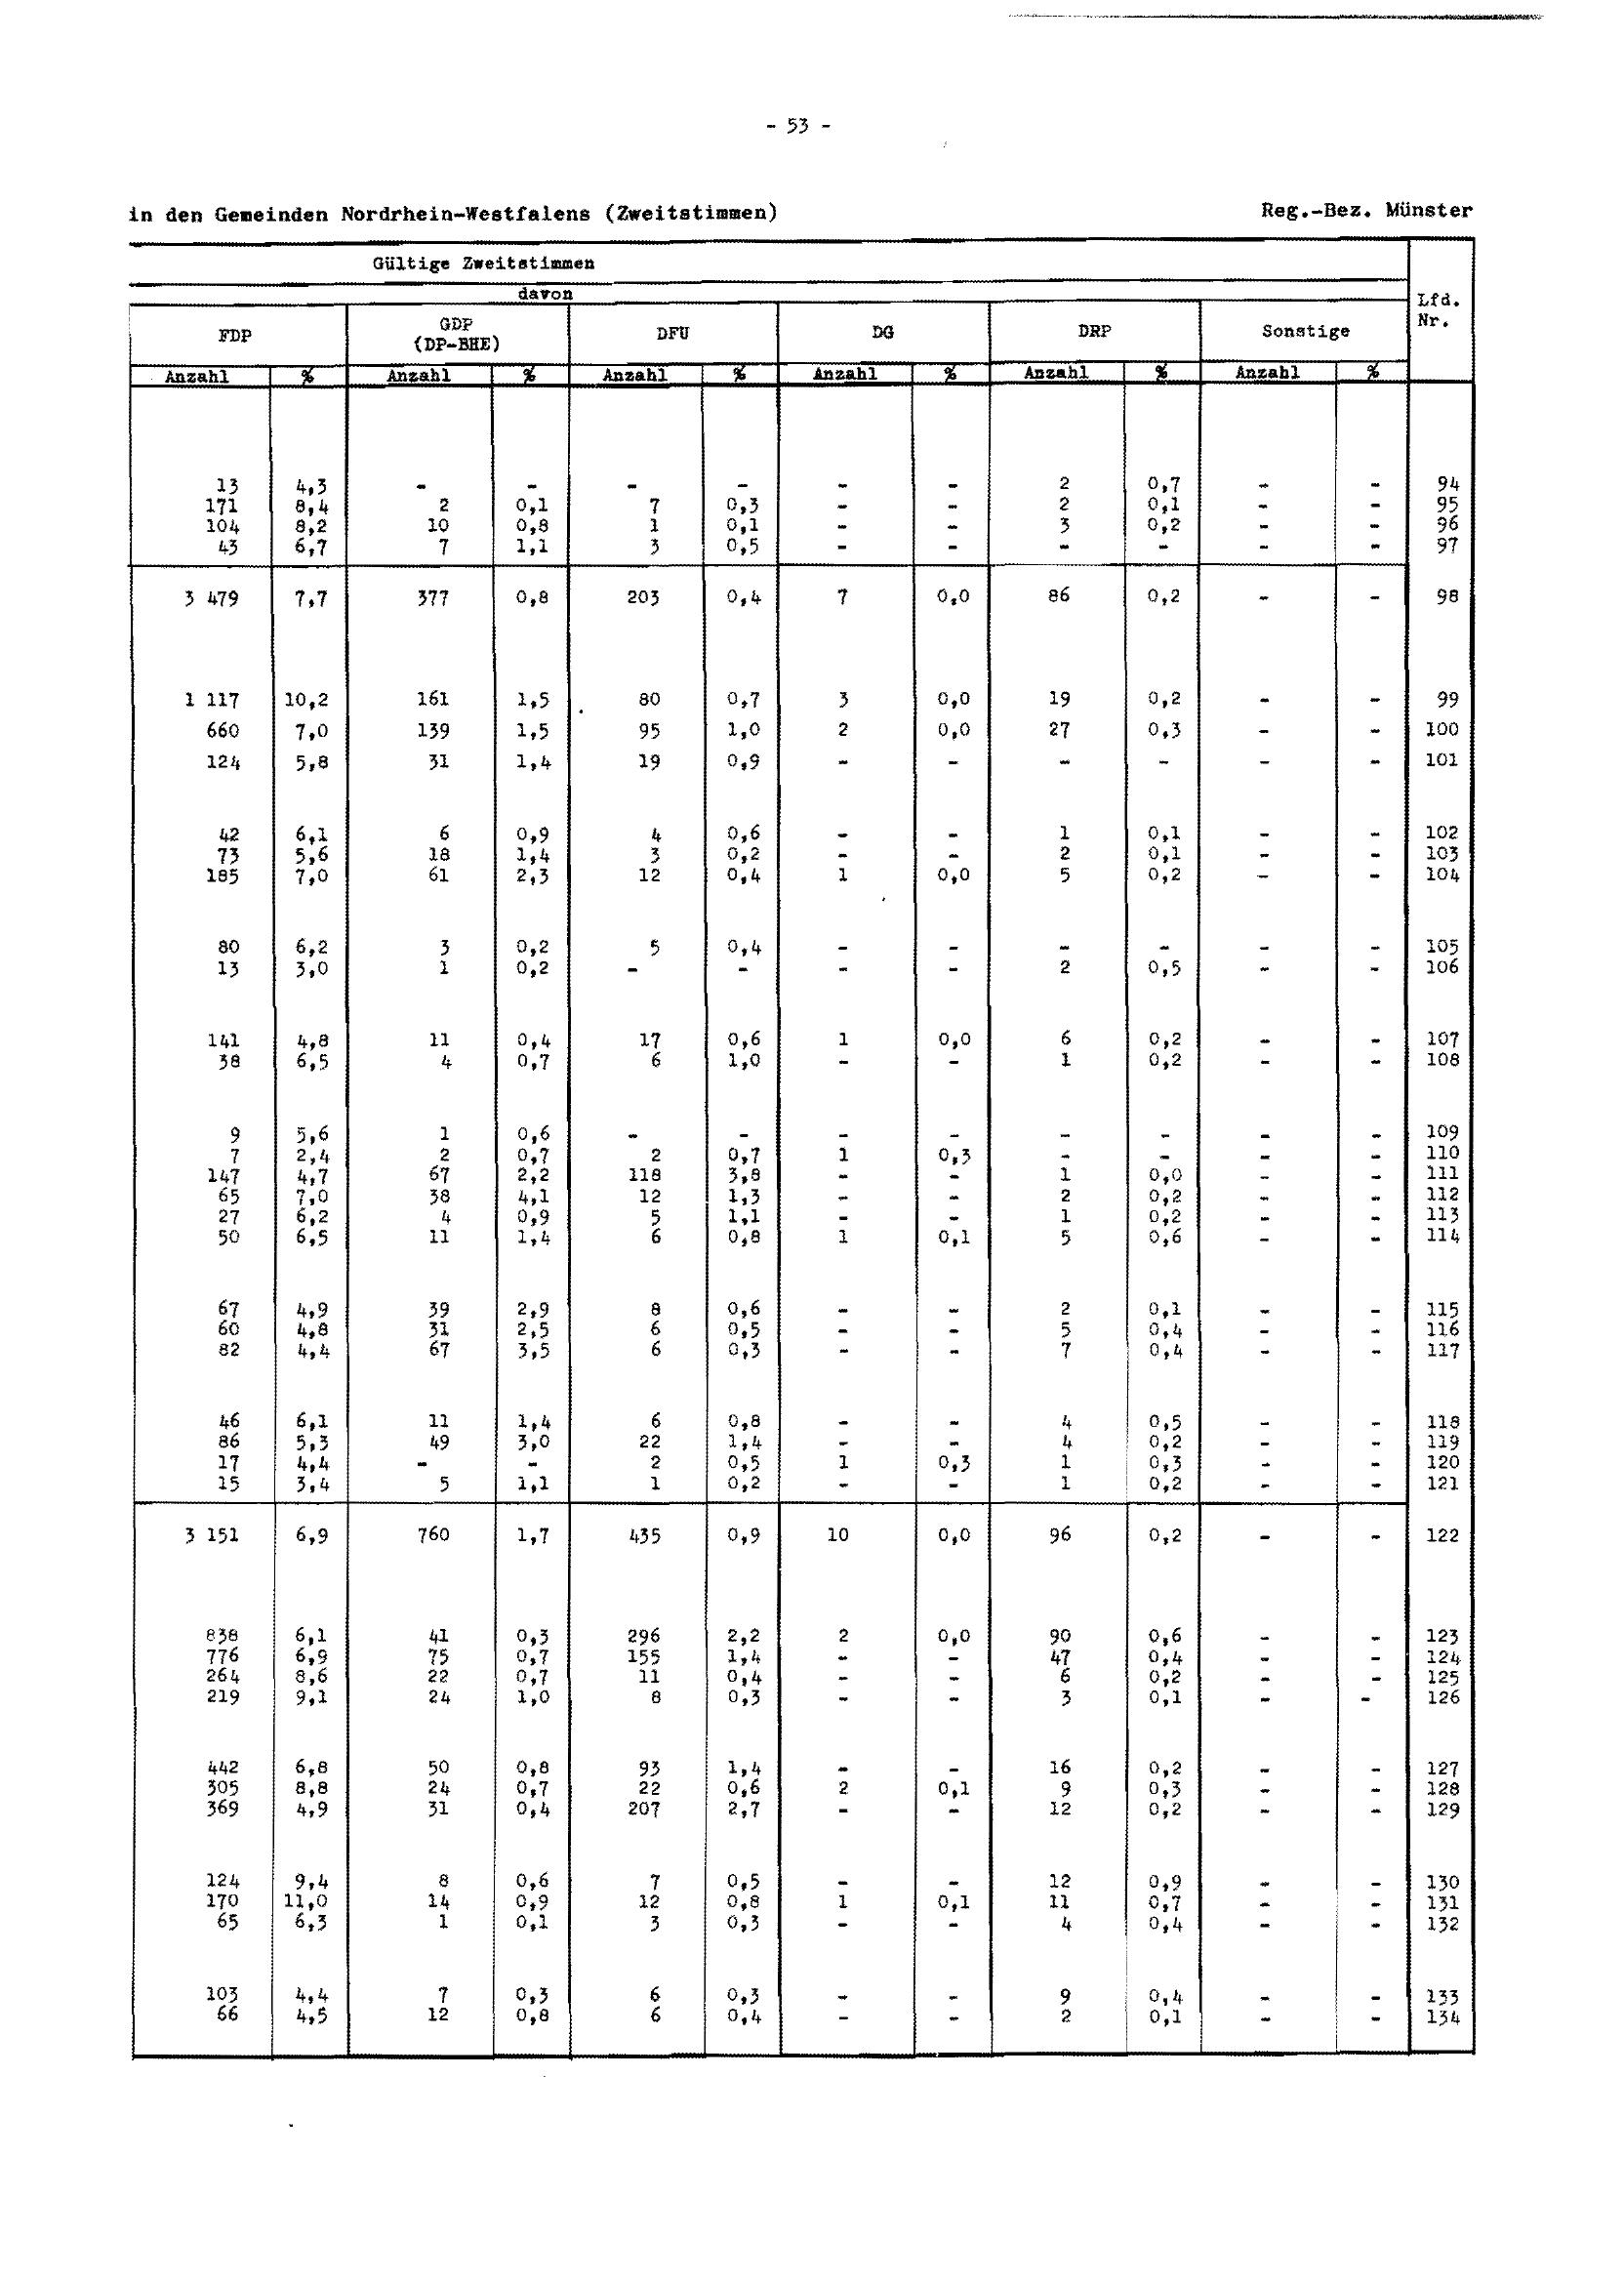 - 53 -
in den Gemeinden Nordrhein-Westfalens (Zweitstimmen) Reg.-Bez. Münster
Gültige Zweitstimmen
davon
Lfd. Nr.
FDP GDP (DP-BHE) DFU DG DRP Sonstige
Anzahl % Anzahl % Anzahl % Anzahl % Anzahl % Anzahl %
13 4,3 - - - - - - 2 0,7 - - 94
171 8,4 2 0,1 7 0,3 - - 2 0,1 - - 95
104 8,2 10 0,8 1 0,1 - - 3 0,2 - - 96
43 6,7 7 1,1 3 0,5 - - - - - - 97
3 479 7,7 377 0,8 203 0,4 7 0,0 86 0,2 - - 98
1 117 10,2 161 1,5 80 0,7 3 0,0 19 0,2 - - 99
660 7,0 139 1,5 95 1,0 2 0,0 27 0,3 - - 100
124 5,8 31 1,4 19 0,9 - - - - - - 101
42 6,1 6 0,9 4 0,6 - - 1 0,1 - - 102
73 5,6 18 1,4 3 0,2 - - 2 0,1 - - 103
185 7,0 61 2,3 12 0,4 1 0,0 5 0,2 - - 104
80 6,2 3 0,2 5 0,4 - - - - - - 105
13 3,0 1 0,2 - - - - 2 0,5 - - 106
141 4,8 11 0,4 17 0,6 1 0,0 6 0,2 - - 107
38 6,5 4 0,7 6 1,0 - - 1 0,2 - - 108
9 5,6 1 0,6 - - - - - - - - 109
7 2,4 2 0,7 2 0,7 1 0,3 - - - - 110
147 4,7 67 2,2 118 3,8 - - 1 0,0 - - 111
65 7,0 38 4,1 12 1,3 - - 2 0,2 - - 112
27 6,2 4 0,9 5 1,1 - - 1 0,2 - - 113
50 6,5 11 1,4 6 0,8 1 0,1 5 0,6 - - 114
67 4,9 39 2,9 8 0,6 - - 2 0,1 - - 115
60 4,8 31 2,5 6 0,5 - - 5 0,4 - - 116
82 4,4 67 3,5 6 0,3 - - 7 0,4 - - 117
46 6,1 11 1,4 6 0,8 - - 4 0,5 - - 118
86 5,3 49 3,0 22 1,4 - - 4 0,2 - - 119
17 4,4 - - 2 0,5 1 0,3 1 0,3 - - 120
15 3,4 5 1,1 1 0,2 - - 1 0,2 - - 121
3 151 6,9 760 1,7 435 0,9 10 0,0 96 0,2 - - 122
838 6,1 41 0,3 296 2,2 2 0,0 90 0,6 - - 123
776 6,9 75 0,7 155 1,4 - - 47 0,4 - - 124
264 8,6 22 0,7 11 0,4 - - 6 0,2 - - 125
219 9,1 24 1,0 8 0,3 - - 3 0,1 - - 126
442 6,8 50 0,8 93 1,4 - - 16 0,2 - - 127
305 8,8 24 0,7 22 0,6 2 0,1 9 0,3 - - 128
369 4,9 31 0,4 207 2,7 - - 12 0,2 - - 129
124 9,4 8 0,6 7 0,5 - - 12 0,9 - - 130
170 11,0 14 0,9 12 0,8 1 0,1 11 0,7 - - 131
65 6,3 1 0,1 3 0,3 - - 4 0,4 - - 132
103 4,4 7 0,3 6 0,3 - - 9 0,4 - - 133
66 4,5 12 0,8 6 0,4 - - 2 0,1 - - 134